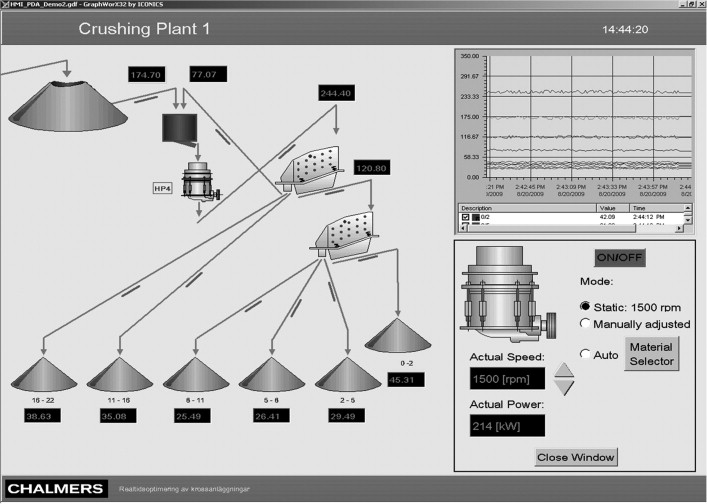 HMI_PDA_Demo2.gdf - GraphWorX32 by ICONICS
Crushing Plant 1
14:44:20
174.70
77.07
244.40
HP4
120.80
0 -2
45.31
16 - 22
11 - 16
8 - 11
5 - 8
2 - 5
38.63
35.08
25.49
26.41
29.49
350.00
291.67
233.33
175.00
116.67
58.33
0.00
:21 PM
2:42:45 PM
2:43:09 PM
2:43:33 PM
2:43:57 PM
2:44
8/20/2009
8/20/2009
8/20/2009
8/20/2009
Description
Value
Time
0/2
42.09
2:44:12 PM
ON/OFF
Mode:
Static: 1500 rpm
Manually adjusted
Auto
Material
Selector
Actual Speed:
1500 [rpm]
Actual Power:
214 [kW]
Close Window
CHALMERS
Realtidsoptimering av krossanläggningar